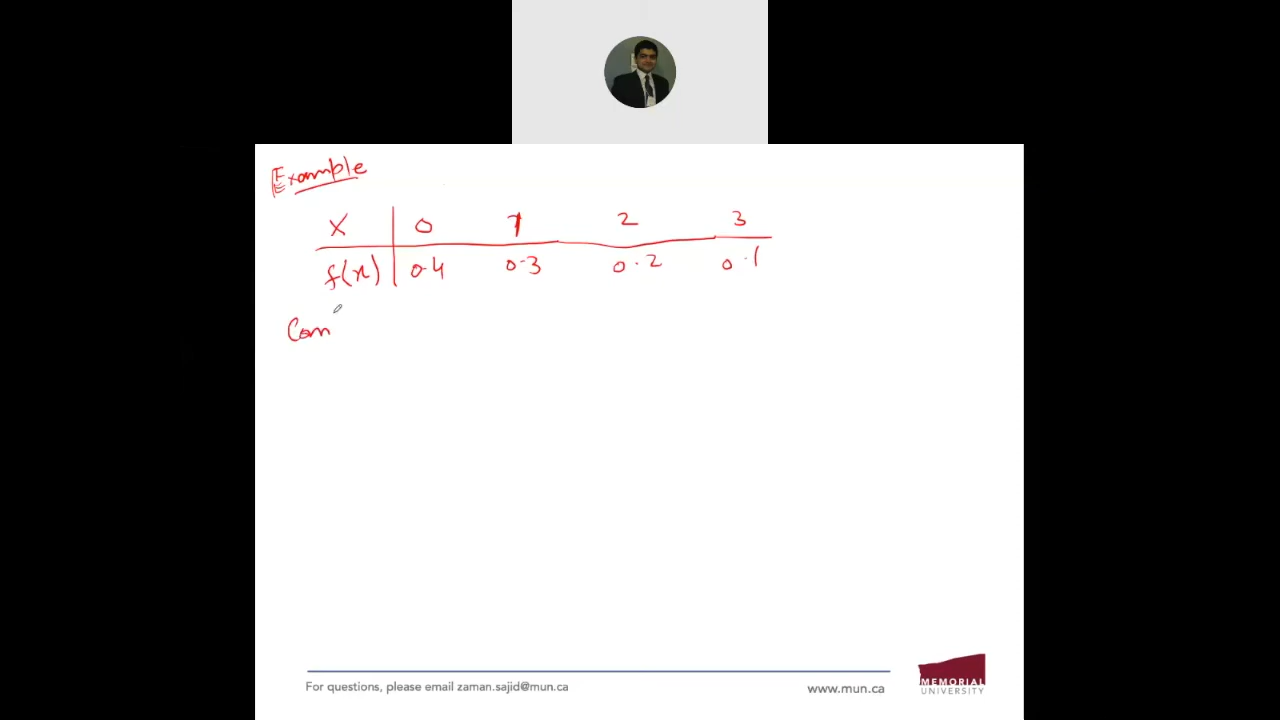 Example
X 0 1 2 3
f(x) 0.4 0.3 0.2 0.1
Com
For questions, please email zaman.sajid@mun.ca
www.mun.ca
MEMORIAL
UNIVERSITY